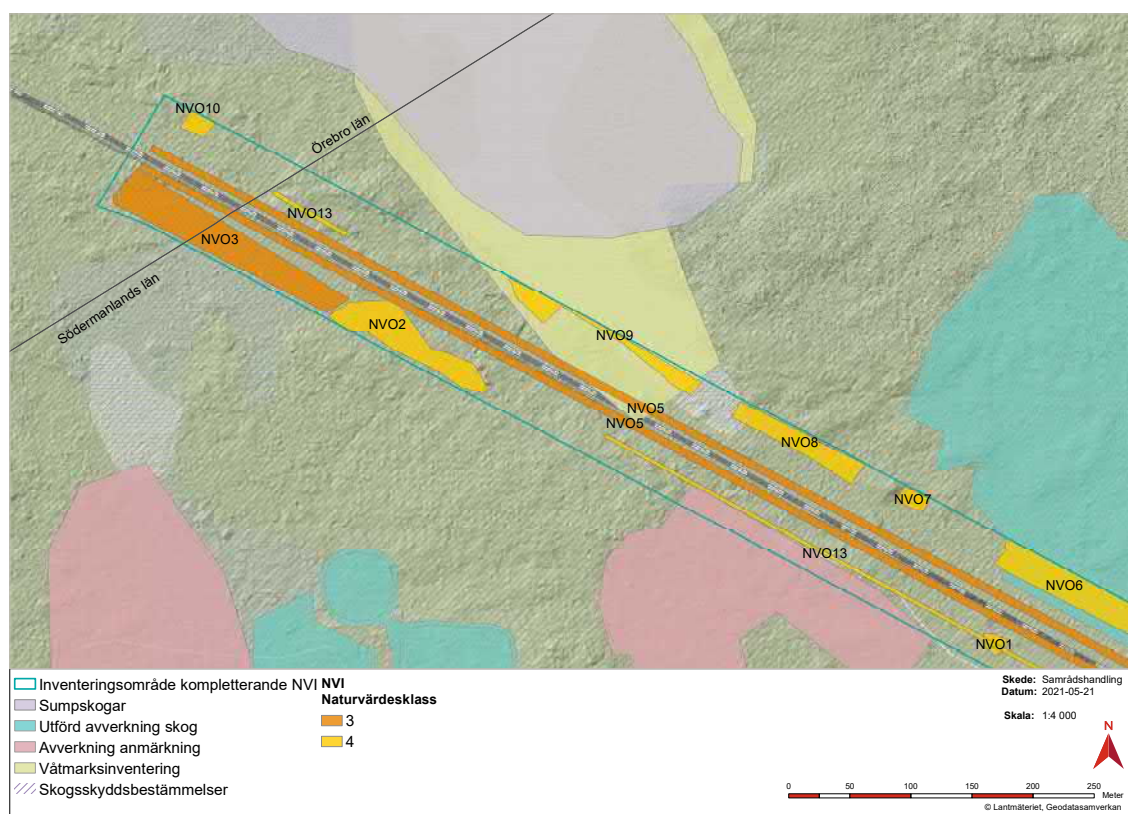 NVO10
Örebro län
NVO13
NVO3
Södermanlands län
NVO2
NVO9
NVO5
NVO5
NVO8
NVO7
NVO13
NVO6
NVO1
Inventeringsområde kompletterande NVI
Sumpskogar
Utförd avverkning skog
Avverkning anmärkning
Våtmarksinventering
Skogsskyddsbestämmelser
NVI
Naturvärdesklass
3
4
Skede: Samrådshandling
Datum: 2021-05-21
Skala: 1:4 000
N
0 50 100 150 200 250
Meter
© Lantmäteriet, Geodatasamverkan